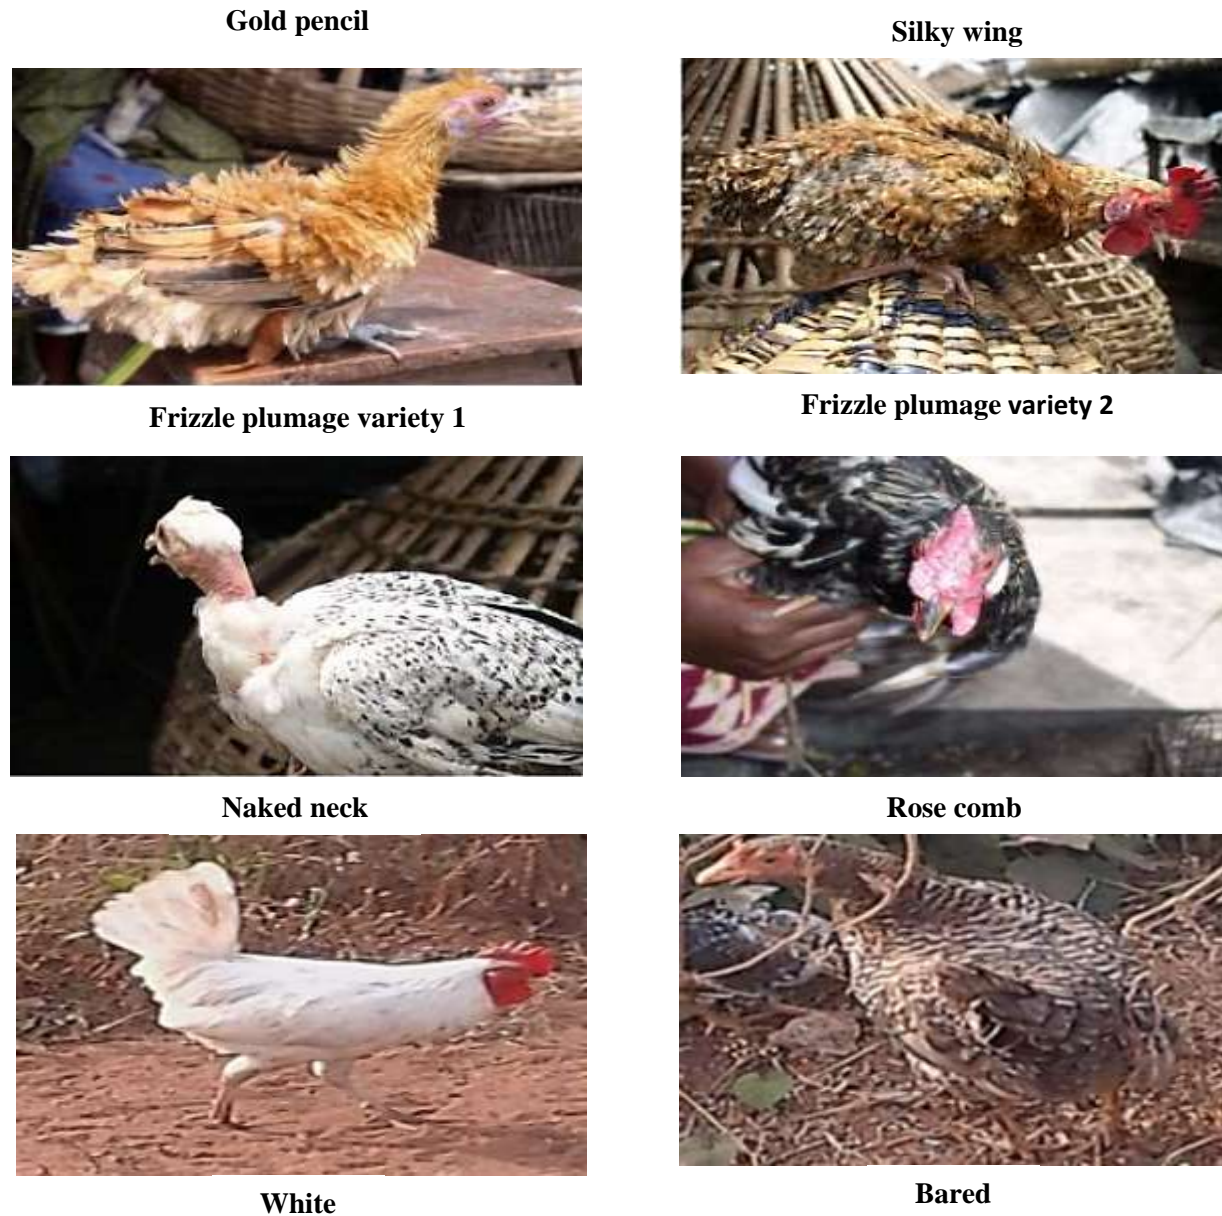 Gold pencil
Silky wing
Frizzle plumage variety 1
Frizzle plumage variety 2
Naked neck
Rose comb
White
Bared